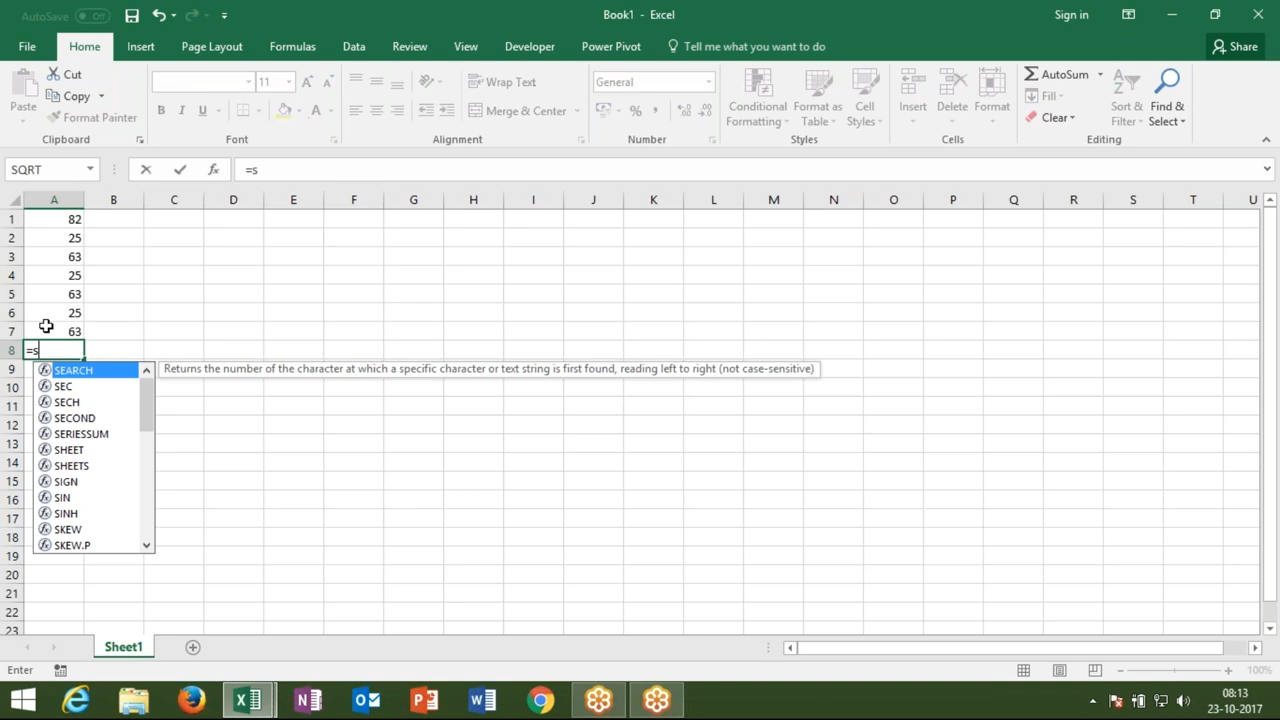 AutoSave Off
Book1 - Excel
Sign in
File Home Insert Page Layout Formulas Data Review View Developer Power Pivot Tell me what you want to do Share
Paste
Cut
Copy
Format Painter
Clipboard
11 A A
B I U A
Font
Wrap Text
Merge & Center
Alignment
General
% ,
Number
Conditional Formatting
Format as Table
Cell Styles
Styles
Insert Delete Format
Cells
AutoSum
Fill
Clear
Sort & Filter
Find & Select
Editing
SQRT fx =s
A B C D E F G H I J K L M N O P Q R S T U
1 82
2 25
3 63
4 25
5 63
6 25
7 63
8 =s
9
10
11
12
13
14
15
16
17
18
19
20
21
22
23
SEARCH Returns the number of the character at which a specific character or text string is first found, reading left to right (not case-sensitive)
SEC
SECH
SECOND
SERIESSUM
SHEET
SHEETS
SIGN
SIN
SINH
SKEW
SKEW.P
Sheet1
Enter
100%
08:13
23-10-2017